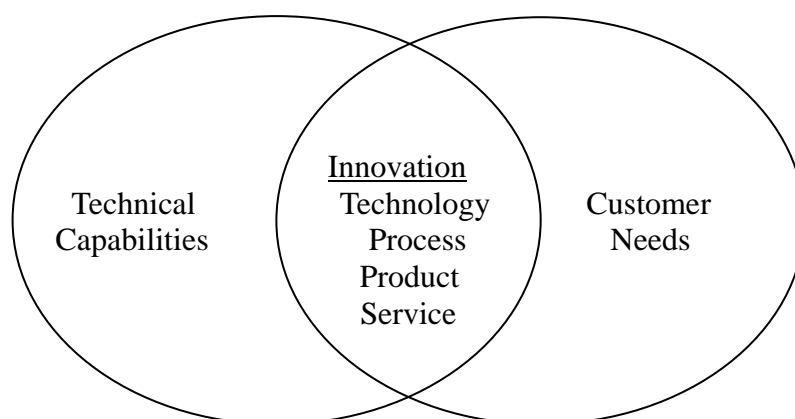 Technical
Capabilities
Innovation
Technology
Process
Product
Service
Customer
Needs